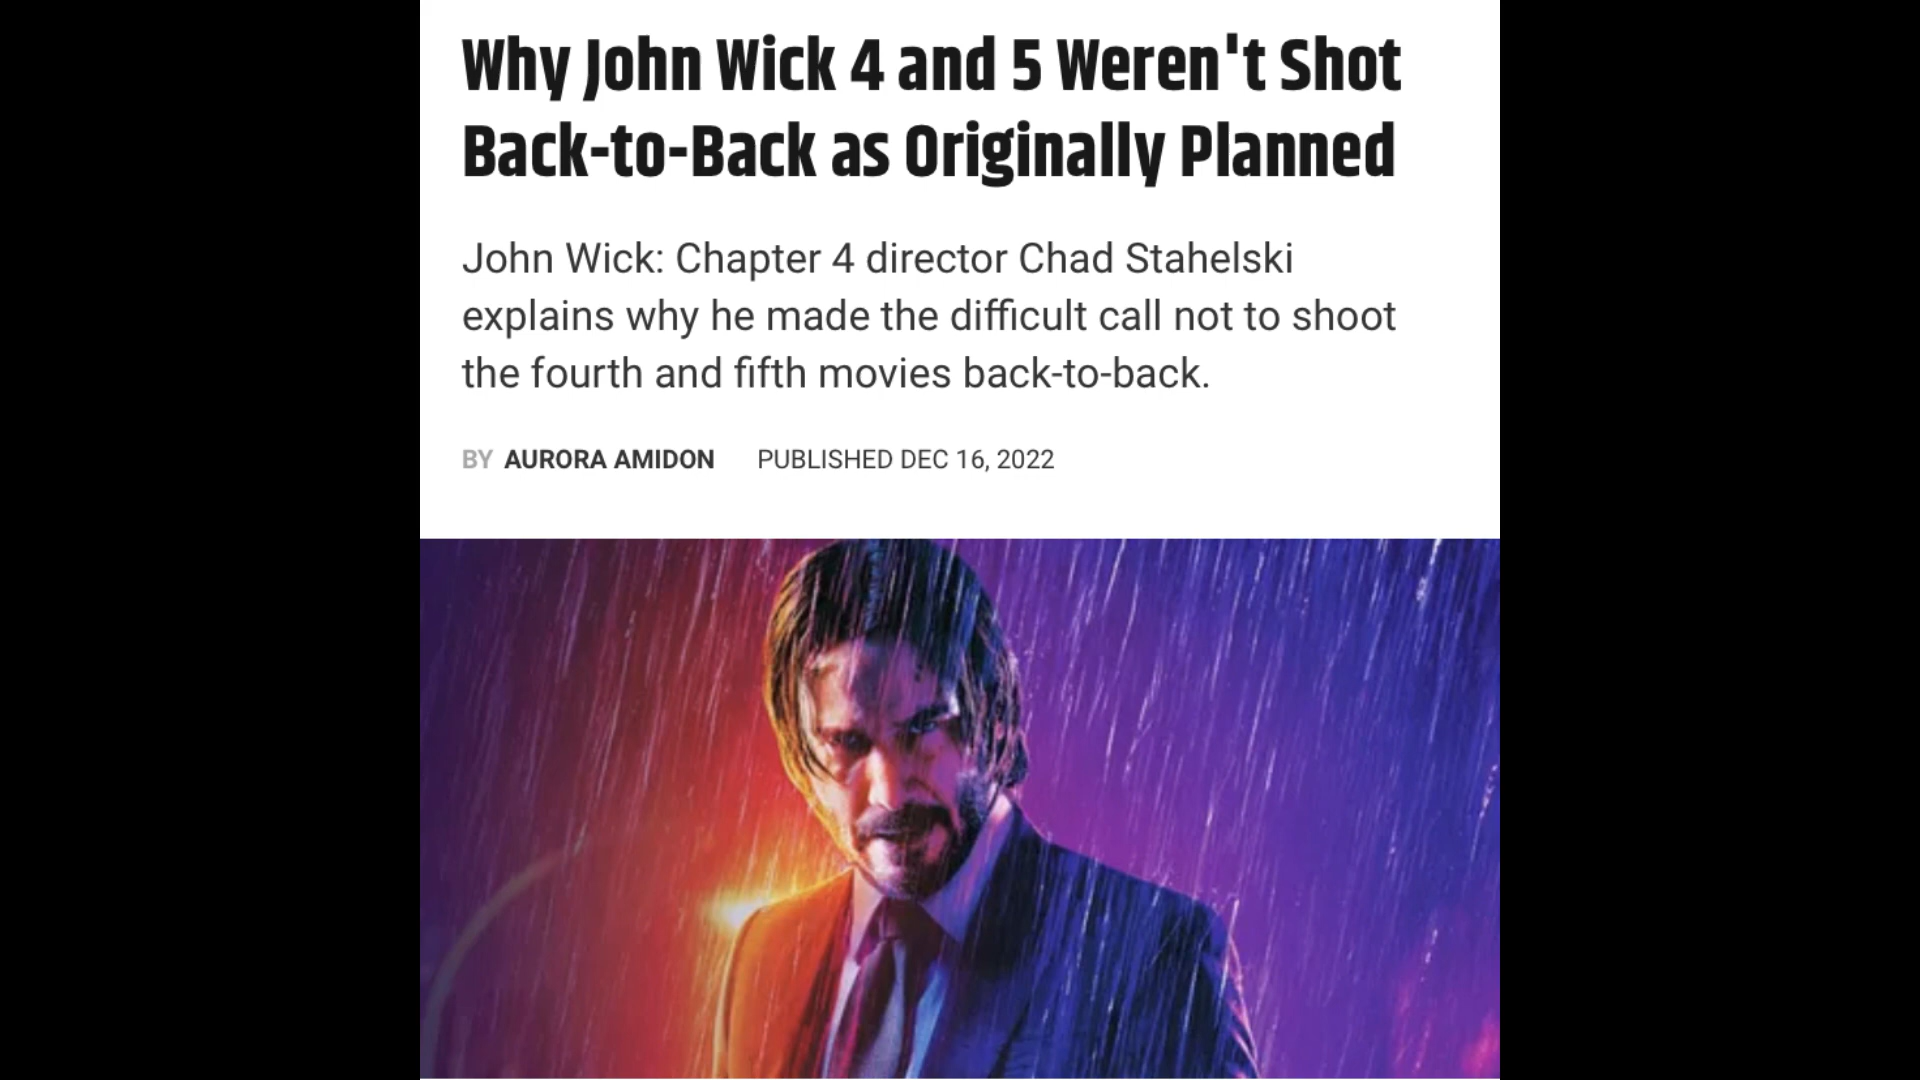 Why John Wick 4 and 5 Weren't Shot
Back-to-Back as Originally Planned
John Wick: Chapter 4 director Chad Stahelski
explains why he made the difficult call not to shoot
the fourth and fifth movies back-to-back.
BY AURORA AMIDON PUBLISHED DEC 16, 2022